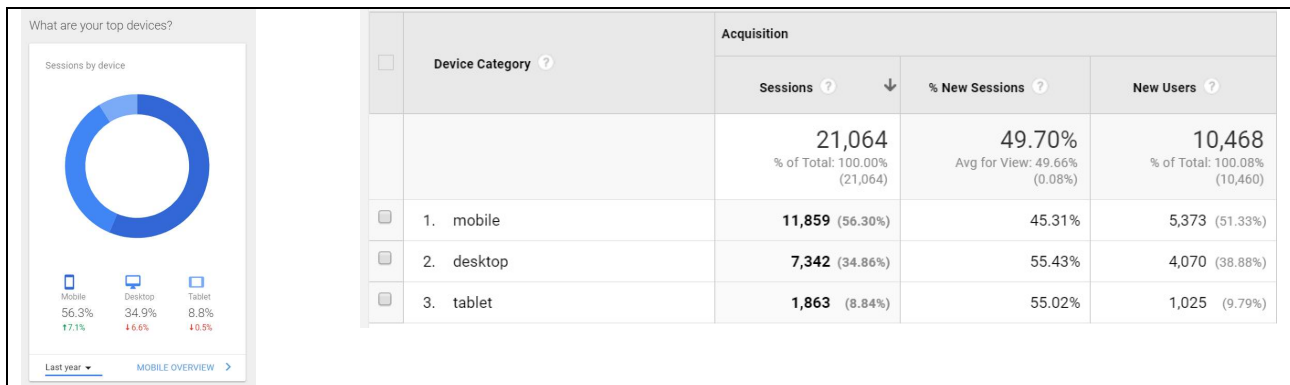 What are your top devices?
Sessions by device
Mobile Desktop Tablet
56.3% 34.9% 8.8%
↑7.1% ↓6.6% ↓0.5%
Last year MOBILE OVERVIEW
Device Category ? Acquisition
Sessions ? % New Sessions ? New Users ?
21,064 49.70% 10,468
% of Total: 100.00% Avg for View: 49.66% % of Total: 100.08%
(21,064) (0.08%) (10,460)
1. mobile 11,859 (56.30%) 45.31% 5,373 (51.33%)
2. desktop 7,342 (34.86%) 55.43% 4,070 (38.88%)
3. tablet 1,863 (8.84%) 55.02% 1,025 (9.79%)